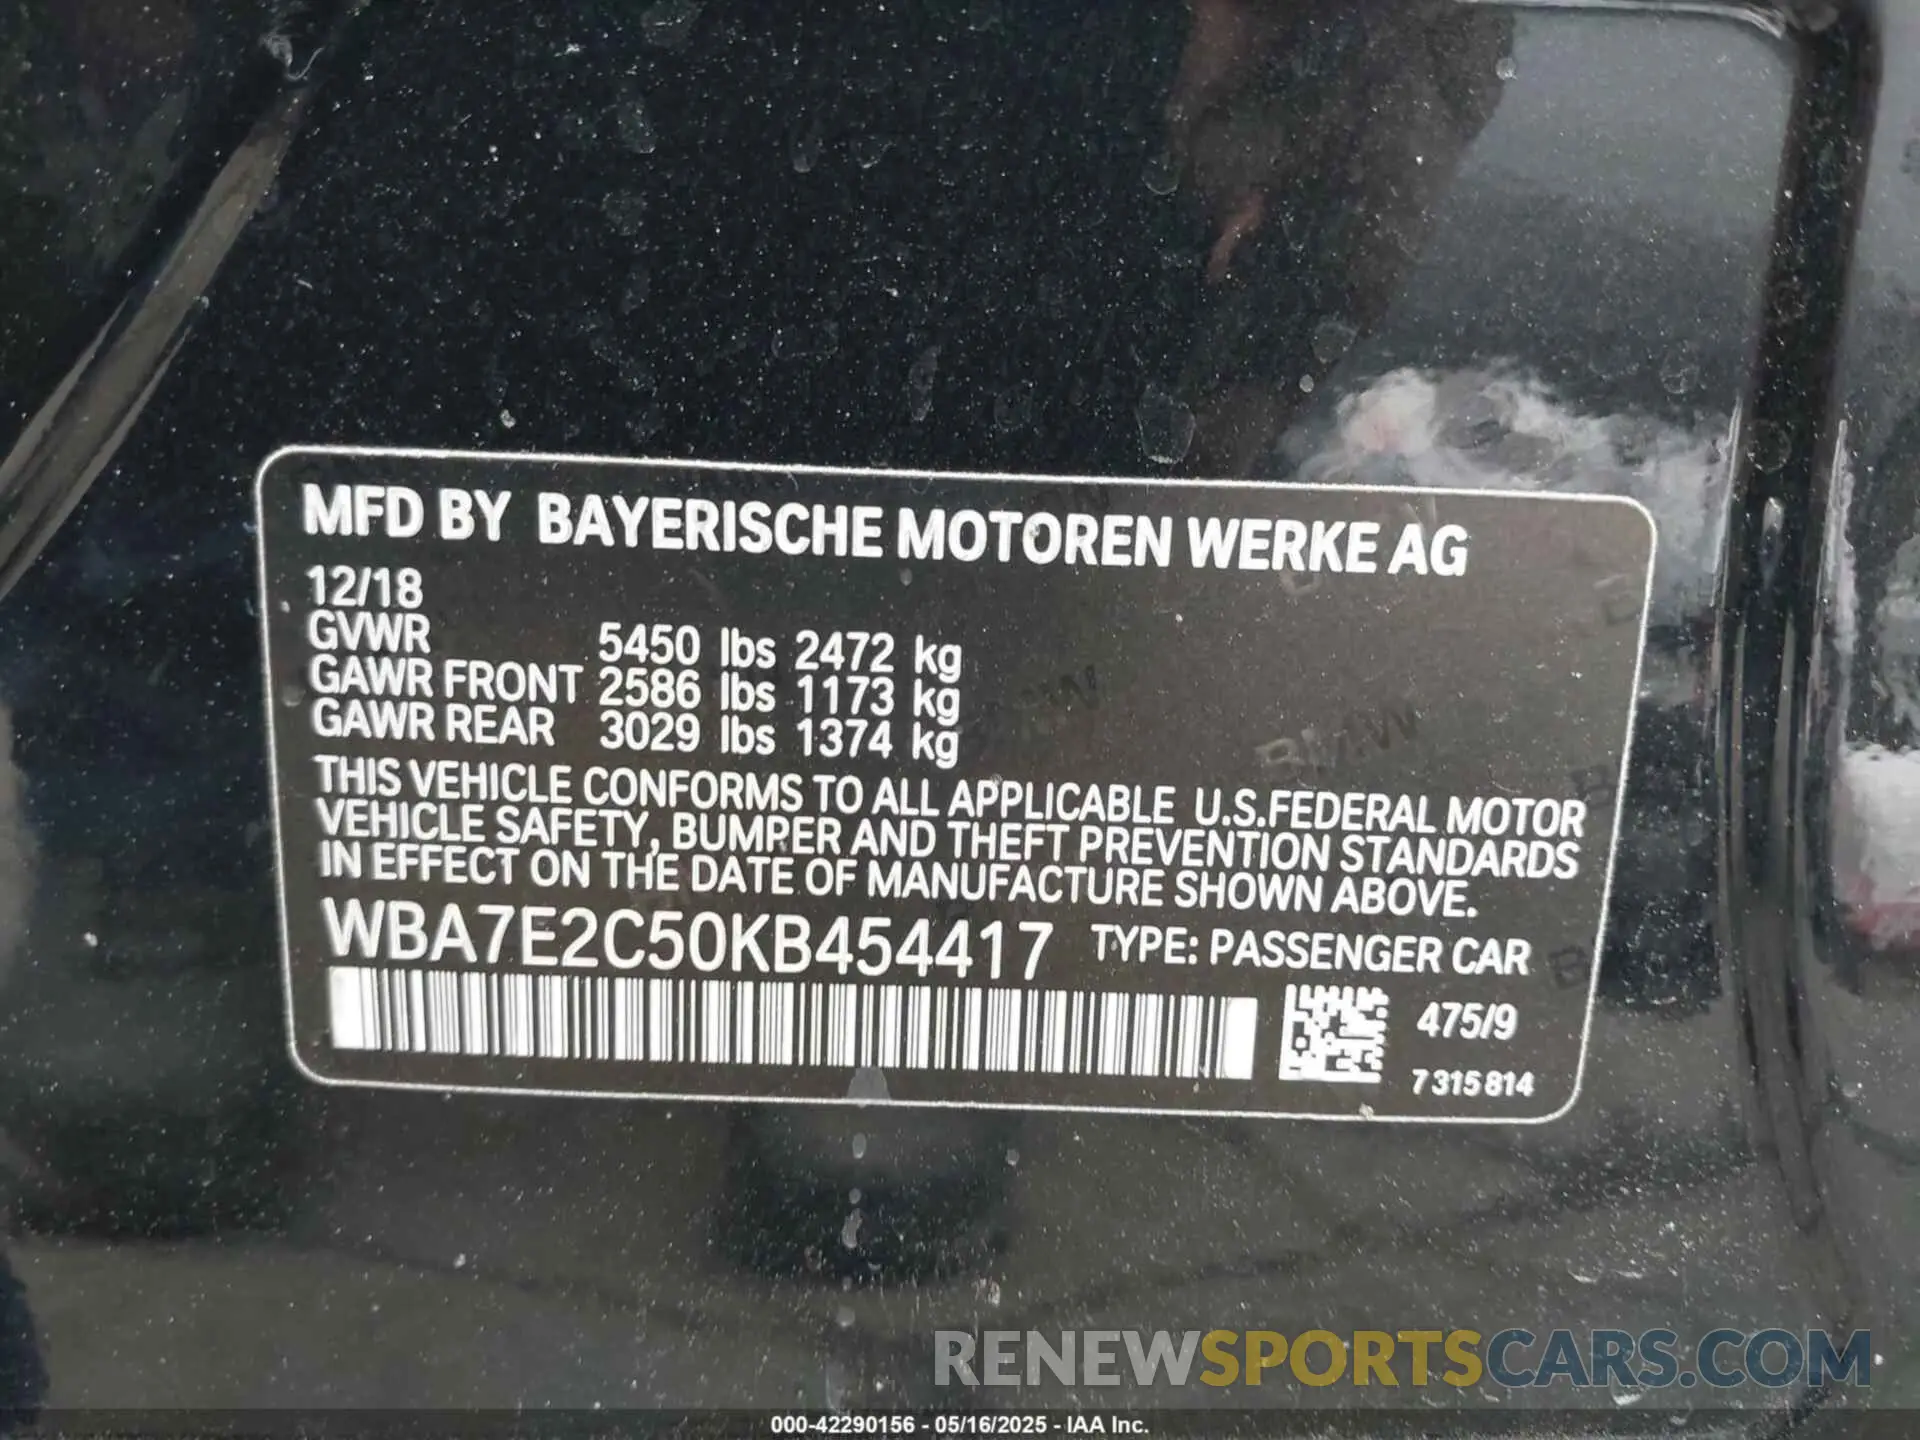 MFD BY BAYERISCHE MOTOREN WERKE AG
12/18
GVWR 5450 lbs 2472 kg
GAWR FRONT 2586 lbs 1173 kg
GAWR REAR 3029 lbs 1374 kg
THIS VEHICLE CONFORMS TO ALL APPLICABLE U.S.FEDERAL MOTOR
VEHICLE SAFETY, BUMPER AND THEFT PREVENTION STANDARDS
IN EFFECT ON THE DATE OF MANUFACTURE SHOWN ABOVE.
WBA7E2C50KB454417 TYPE: PASSENGER CAR
475/9
7 315 814
BMW
RENEWSPORTSCARS.COM
000-42290156 - 05/16/2025 - IAA Inc.